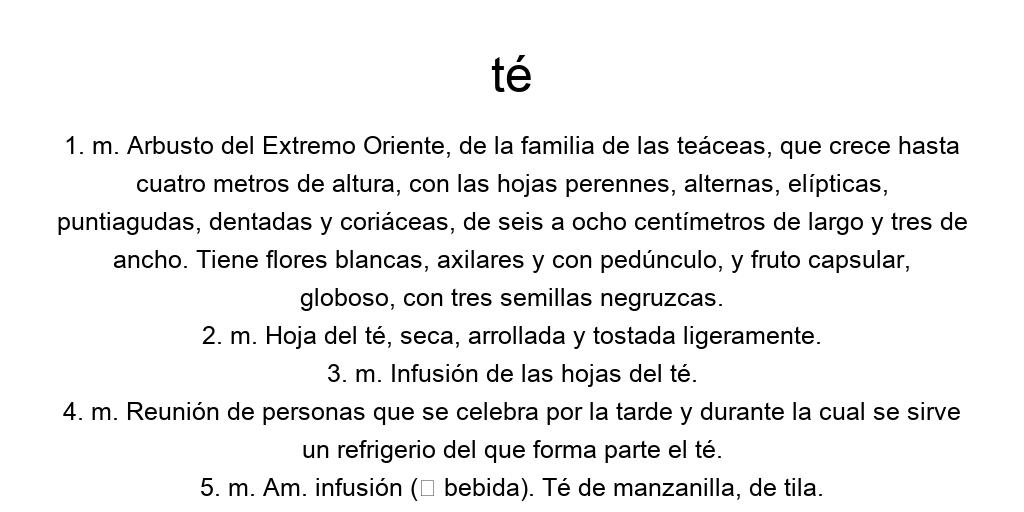 té
1. m. Arbusto del Extremo Oriente, de la familia de las teáceas, que crece hasta
cuatro metros de altura, con las hojas perennes, alternas, elípticas,
puntiagudas, dentadas y coriáceas, de seis a ocho centímetros de largo y tres de
ancho. Tiene flores blancas, axilares y con pedúnculo, y fruto capsular,
globoso, con tres semillas negruzcas.
2. m. Hoja del té, seca, arrollada y tostada ligeramente.
3. m. Infusión de las hojas del té.
4. m. Reunión de personas que se celebra por la tarde y durante la cual se sirve
un refrigerio del que forma parte el té.
5. m. Am. infusión (▯ bebida). Té de manzanilla, de tila.